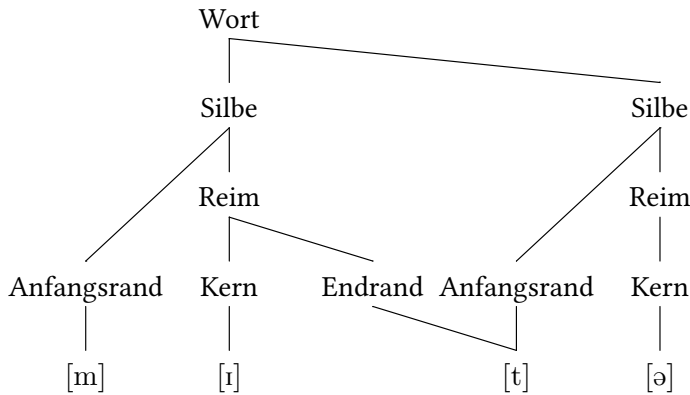 Wort
Silbe Silbe
Reim Reim
Anfangsrand Kern Endrand Anfangsrand Kern
[m] [ɪ] [t] [ə]